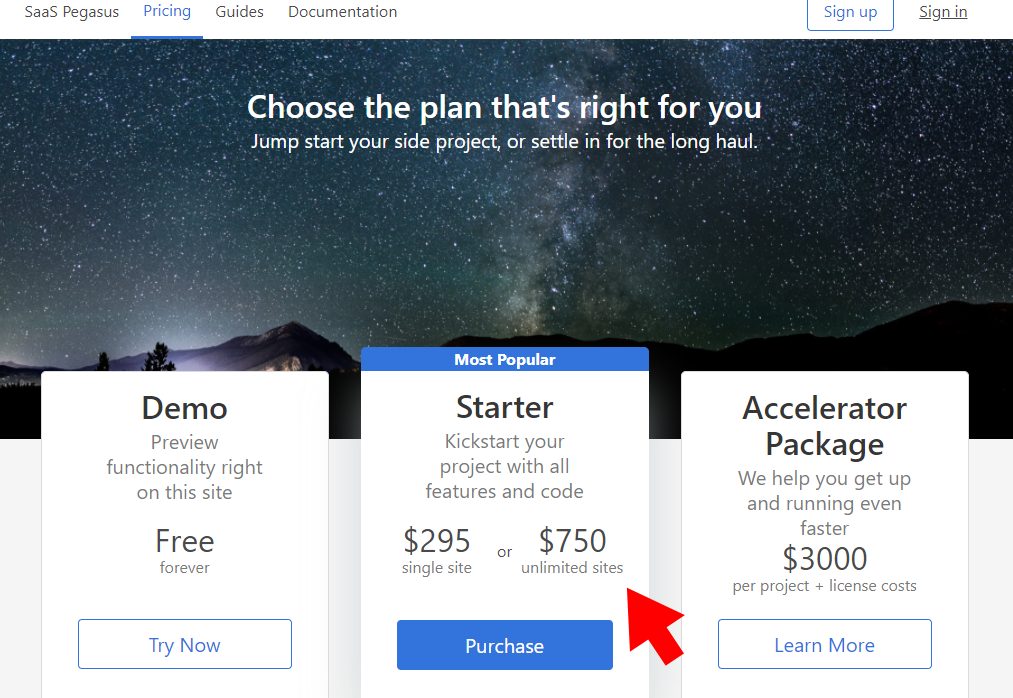 SaaS Pegasus Pricing Guides Documentation Sign up Sign in
Choose the plan that's right for you
Jump start your side project, or settle in for the long haul.
Demo
Preview
functionality right
on this site
Free
forever
Try Now
Most Popular
Starter
Kickstart your
project with all
features and code
$295 or $750
single site unlimited sites
Purchase
Accelerator
Package
We help you get up
and running even
faster
$3000
per project + license costs
Learn More